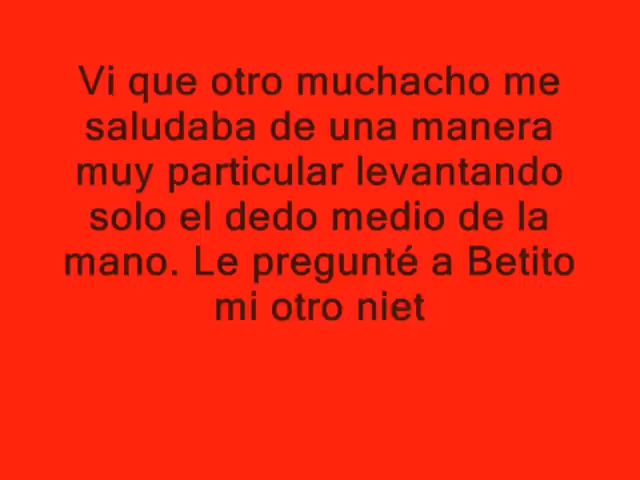 Vi que otro muchacho me
saludaba de una manera
muy particular levantando
solo el dedo medio de la
mano. Le pregunté a Betito
mi otro niet